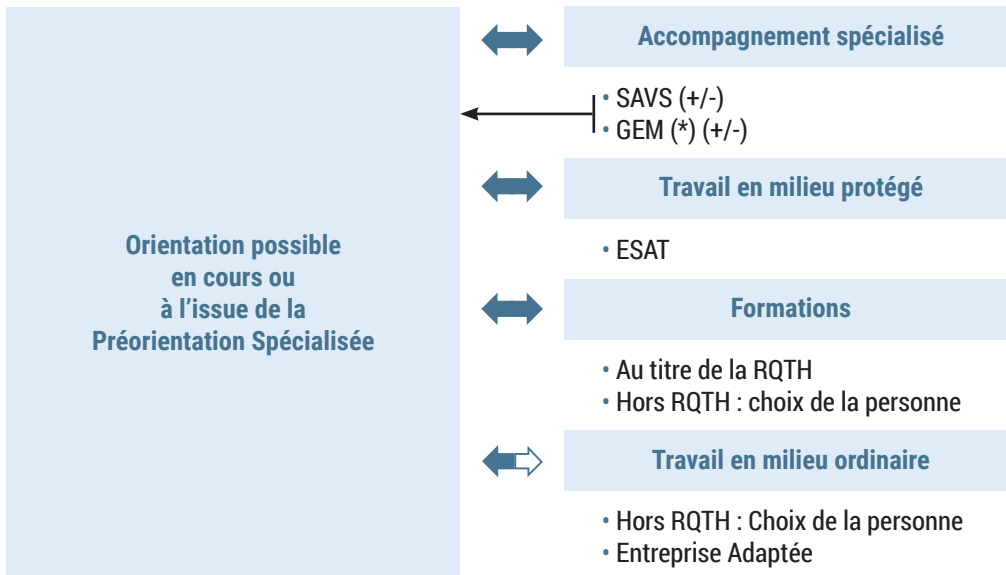 Orientation possible
en cours ou
à l'issue de la
Préorientation Spécialisée
Accompagnement spécialisé
• SAVS (+/-)
• GEM (*) (+/-)
Travail en milieu protégé
• ESAT
Formations
• Au titre de la RQTH
• Hors RQTH : choix de la personne
Travail en milieu ordinaire
• Hors RQTH : Choix de la personne
• Entreprise Adaptée